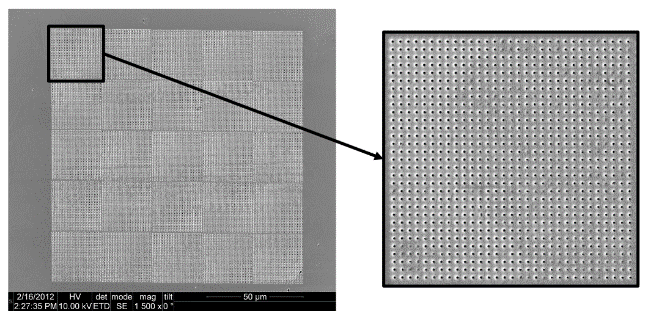 2/16/2012 HV det mode mag tilt 50 µm
2:27:35 PM 10.00 kV ETD SE 1 500 x 0 °